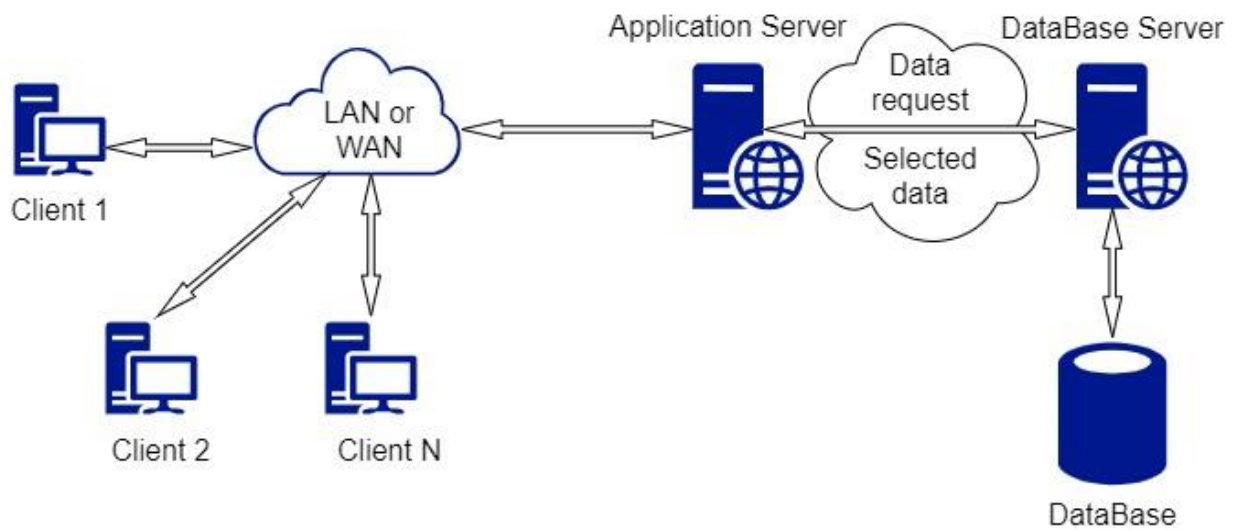 Application Server
DataBase Server
Data
request
LAN or
WAN
Selected
data
Client 1
Client 2
Client N
DataBase